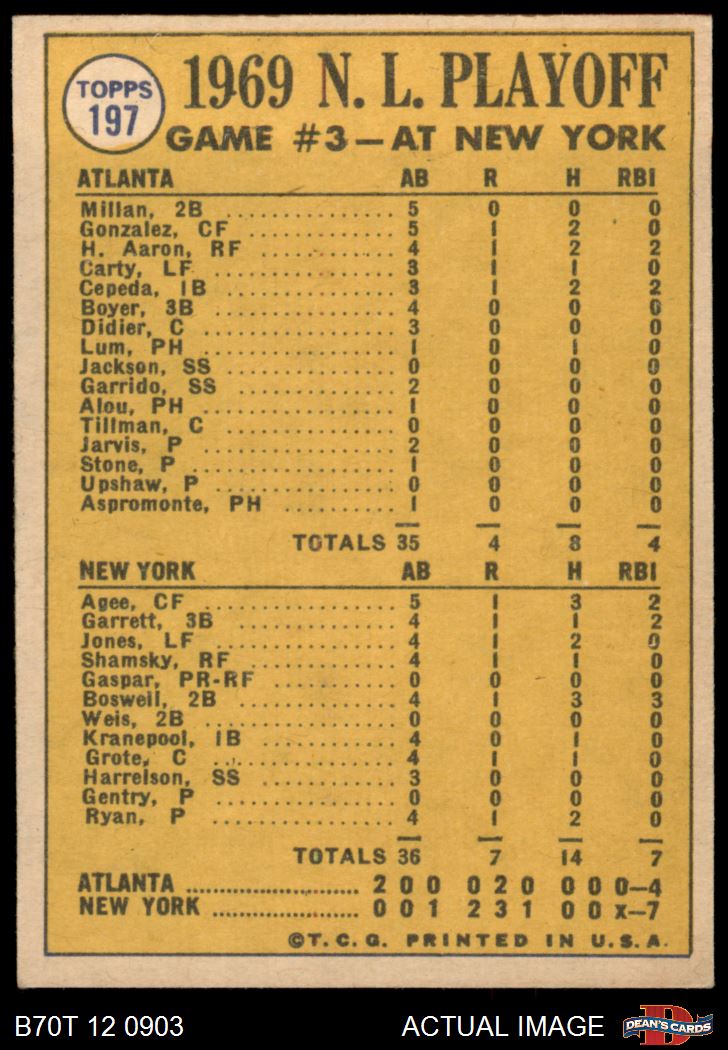 TOPPS
197
1969 N. L. PLAYOFF
GAME #3—AT NEW YORK
ATLANTA AB R H RBI
Millan, 2B .................. 5 0 0 0
Gonzalez, CF ............... 5 1 2 0
H. Aaron, RF .............. 4 1 2 2
Carty, LF ................... 3 1 1 0
Cepeda, 1B ................ 3 1 2 2
Boyer, 3B .................. 4 0 0 0
Didier, C .................... 3 0 0 0
Lum, PH .................... 1 0 1 0
Jackson, SS ................ 0 0 0 0
Garrido, SS ................ 2 0 0 0
Alou, PH .................... 1 0 0 0
Tillman, C .................. 0 0 0 0
Jarvis, P ..................... 2 0 0 0
Stone, P ..................... 1 0 0 0
Upshaw, P .................. 0 0 0 0
Aspromonte, PH .......... 1 0 0 0
TOTALS 35 4 8 4
NEW YORK AB R H RBI
Agee, CF .................... 5 1 3 2
Garrett, 3B ................. 4 1 1 2
Jones, LF ................... 4 1 2 0
Shamsky, RF ............... 4 1 1 0
Gaspar, PR-RF ............ 0 0 0 0
Boswell, 2B ................ 4 1 3 3
Weis, 2B .................... 0 0 0 0
Kranepool, 1B ............. 4 0 1 0
Grote, C .................... 4 1 1 0
Harrelson, SS .............. 3 0 0 0
Gentry, P ................... 0 0 0 0
Ryan, P ..................... 4 1 2 0
TOTALS 36 7 14 7
ATLANTA .......................... 2 0 0 0 2 0 0 0 0—4
NEW YORK ...................... 0 0 1 2 3 1 0 0 x—7
©T. C. G. PRINTED IN U. S. A.
B70T 12 0903 ACTUAL IMAGE D DEAN'S CARDS